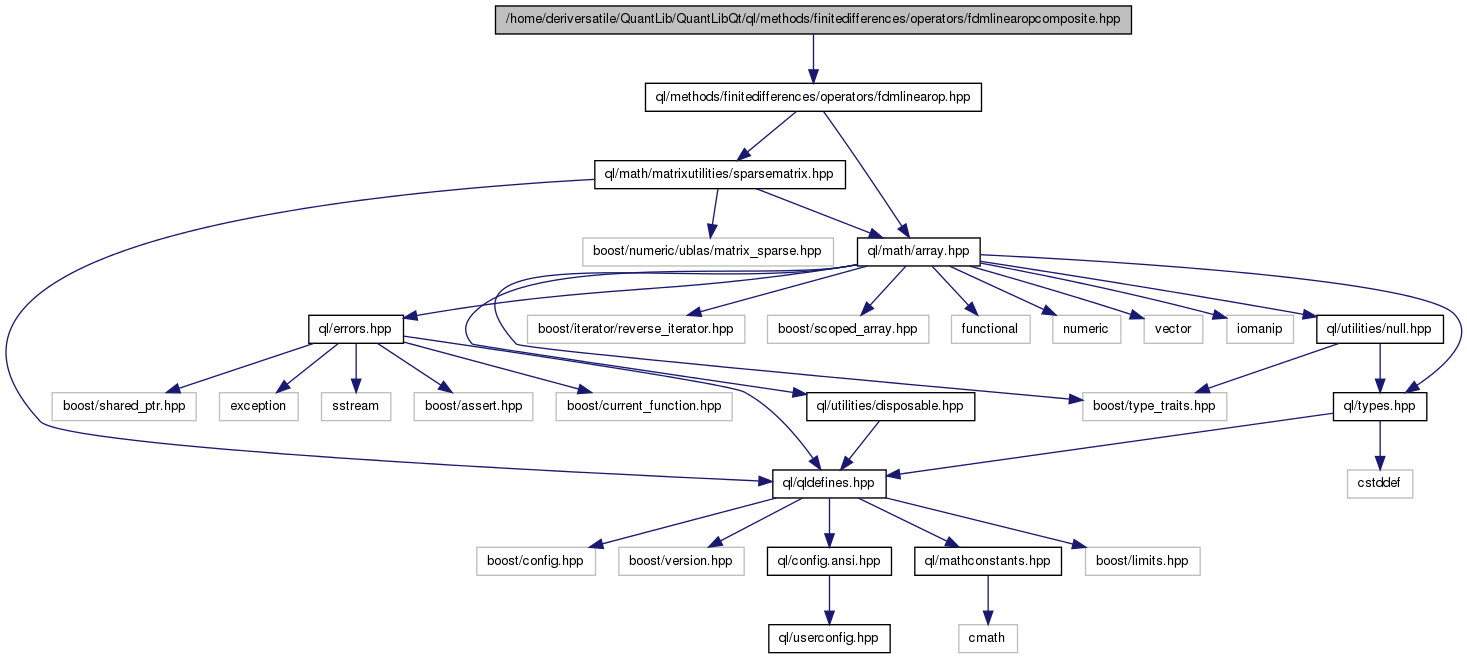 /home/deriversatile/QuantLib/QuantLibQt/ql/methods/finitedifferences/operators/fdmlinearopcomposite.hpp
ql/methods/finitedifferences/operators/fdmlinearop.hpp
ql/math/matrixutilities/sparsematrix.hpp
boost/numeric/ublas/matrix_sparse.hpp
ql/math/array.hpp
ql/errors.hpp
boost/iterator/reverse_iterator.hpp
boost/scoped_array.hpp
functional
numeric
vector
iomanip
ql/utilities/null.hpp
boost/shared_ptr.hpp
exception
sstream
boost/assert.hpp
boost/current_function.hpp
ql/utilities/disposable.hpp
boost/type_traits.hpp
ql/types.hpp
ql/qldefines.hpp
cstddef
boost/config.hpp
boost/version.hpp
ql/config.ansi.hpp
ql/mathconstants.hpp
boost/limits.hpp
ql/userconfig.hpp
cmath